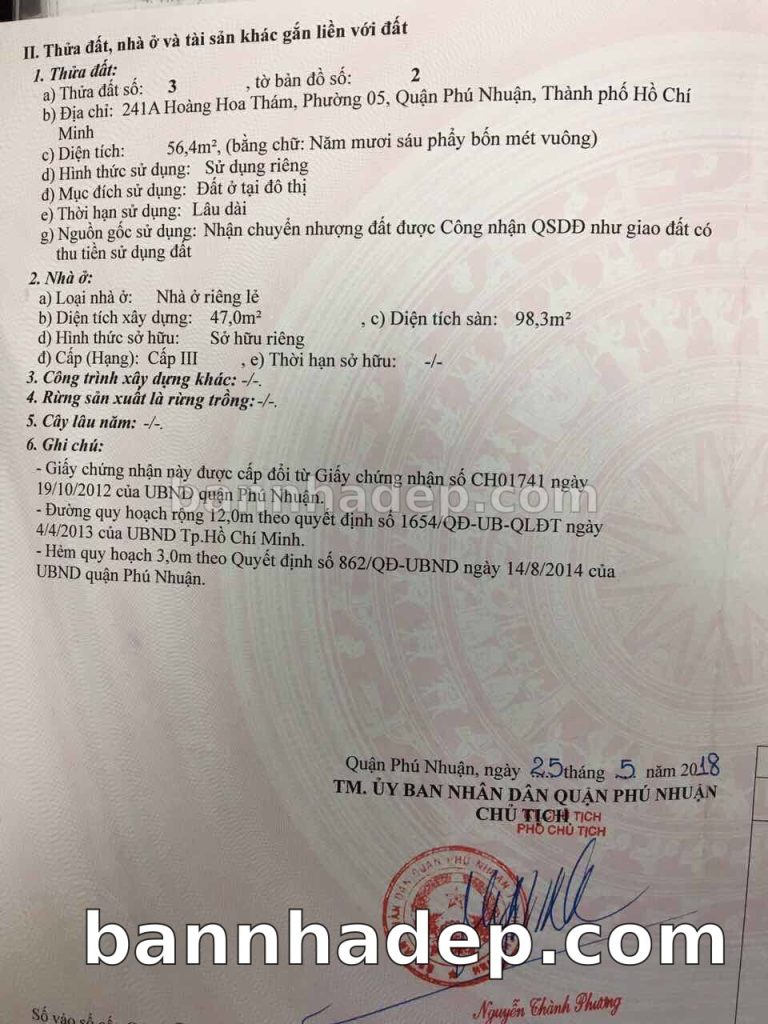 II. Thửa đất, nhà ở và tài sản khác gắn liền với đất
1. Thửa đất:
a) Thửa đất số: 3 , tờ bản đồ số: 2
b) Địa chỉ: 241A Hoàng Hoa Thám, Phường 05, Quận Phú Nhuận, Thành phố Hồ Chí
Minh
c) Diện tích: 56,4m², (bằng chữ: Năm mươi sáu phẩy bốn mét vuông)
d) Hình thức sử dụng: Sử dụng riêng
đ) Mục đích sử dụng: Đất ở tại đô thị
e) Thời hạn sử dụng: Lâu dài
g) Nguồn gốc sử dụng: Nhận chuyển nhượng đất được Công nhận QSDĐ như giao đất có
thu tiền sử dụng đất
2. Nhà ở:
a) Loại nhà ở: Nhà ở riêng lẻ
b) Diện tích xây dựng: 47,0m² , c) Diện tích sàn: 98,3m²
d) Hình thức sở hữu: Sở hữu riêng
đ) Cấp (Hạng): Cấp III , e) Thời hạn sở hữu: -/-
3. Công trình xây dựng khác: -/-.
4. Rừng sản xuất là rừng trồng: -/-.
5. Cây lâu năm: -/-.
6. Ghi chú:
- Giấy chứng nhận này được cấp đổi từ Giấy chứng nhận số CH01741 ngày
19/10/2012 của UBND quận Phú Nhuận.
bannhadep.com
- Đường quy hoạch rộng 12,0m theo quyết định số 1654/QĐ-UB-QLĐT ngày
4/4/2013 của UBND Tp.Hồ Chí Minh.
- Hẻm quy hoạch 3,0m theo Quyết định số 862/QĐ-UBND ngày 14/8/2014 của
UBND quận Phú Nhuận.
Quận Phú Nhuận, ngày 25 tháng 5 năm 2018
TM. ỦY BAN NHÂN DÂN QUẬN PHÚ NHUẬN
CHỦ TỊCH
KT. CHỦ TỊCH
PHÓ CHỦ TỊCH
bannhadep.com
Nguyễn Thành Phương
Số vào sổ